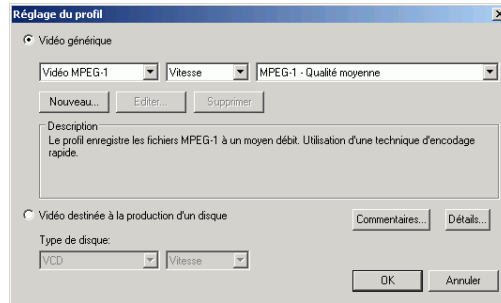 Réglage du profil
Vidéo générique
Vidéo MPEG-1 Vitesse MPEG-1 - Qualité moyenne
Nouveau... Editer... Supprimer
Description
Le profil enregistre les fichiers MPEG-1 à un moyen débit. Utilisation d'une technique d'encodage
rapide.
Vidéo destinée à la production d'un disque
Commentaires... Détails...
Type de disque:
VCD Vitesse
OK Annuler